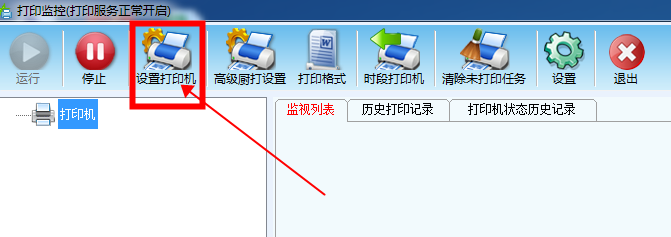 打印监控(打印服务正常开启)
运行 停止 设置打印机 高级厨打设置 打印格式 时段打印机 清除未打印任务 设置 退出
打印机 监视列表 历史打印记录 打印机状态历史记录